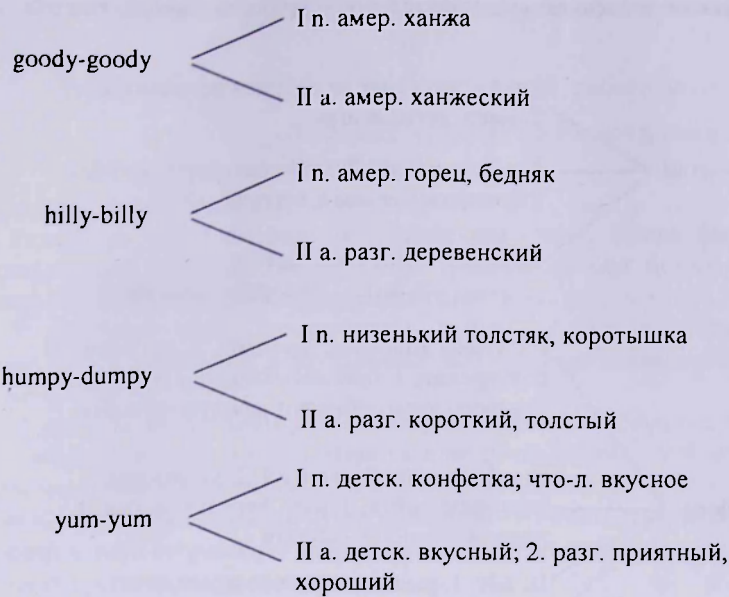 goody-goody
I n. амер. ханжа
II a. амер. ханжеский
hilly-billy
I n. амер. горец, бедняк
II a. разг. деревенский
humpy-dumpy
I n. низенький толстяк, коротышка
II a. разг. короткий, толстый
yum-yum
I n. детск. конфетка; что-л. вкусное
II a. детск. вкусный; 2. разг. приятный,
хороший